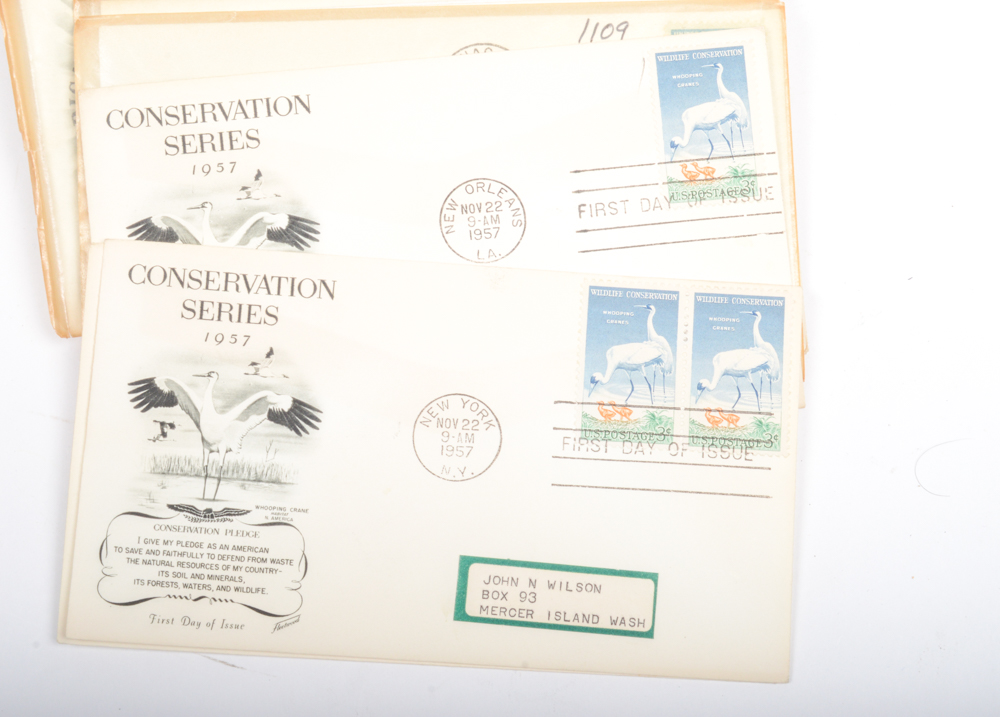 1109
CONSERVATION
SERIES
1957
WILDLIFE CONSERVATION
WHOOPING
CRANES
U.S. POSTAGE 3¢
NEW ORLEANS
NOV 22
9-AM
1957
LA.
FIRST DAY OF ISSUE
CONSERVATION
SERIES
1957
WILDLIFE CONSERVATION
WHOOPING
CRANES
U.S. POSTAGE 3¢
WILDLIFE CONSERVATION
WHOOPING
CRANES
U.S. POSTAGE 3¢
NEW YORK
NOV 22
9-AM
1957
N.Y.
FIRST DAY OF ISSUE
WHOOPING CRANE
HABITAT
N. AMERICA
CONSERVATION PLEDGE
I GIVE MY PLEDGE AS AN AMERICAN
TO SAVE AND FAITHFULLY TO DEFEND FROM WASTE
THE NATURAL RESOURCES OF MY COUNTRY-
ITS SOIL AND MINERALS,
ITS FORESTS, WATERS, AND WILDLIFE.
First Day of Issue
Fleetwood
JOHN N WILSON
BOX 93
MERCER ISLAND WASH